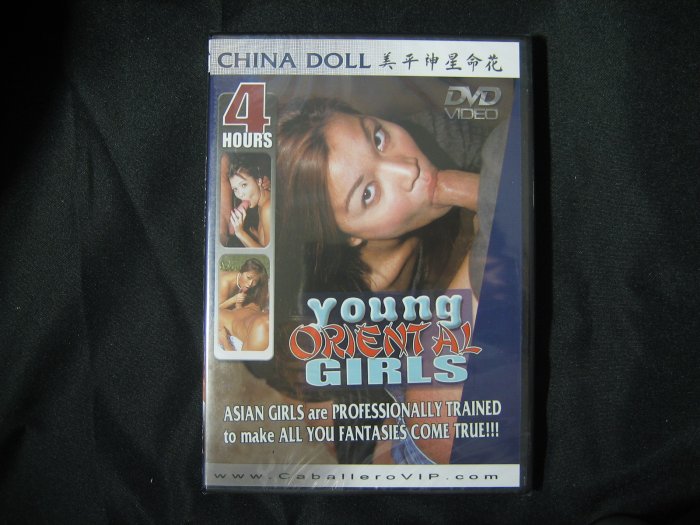 CHINA DOLL 美平神星命花
4
HOURS
DVD
VIDEO
young
ORIENTAL
GIRLS
ASIAN GIRLS are PROFESSIONALLY TRAINED
to make ALL YOU FANTASIES COME TRUE!!!
www.CaballeroVIP.com